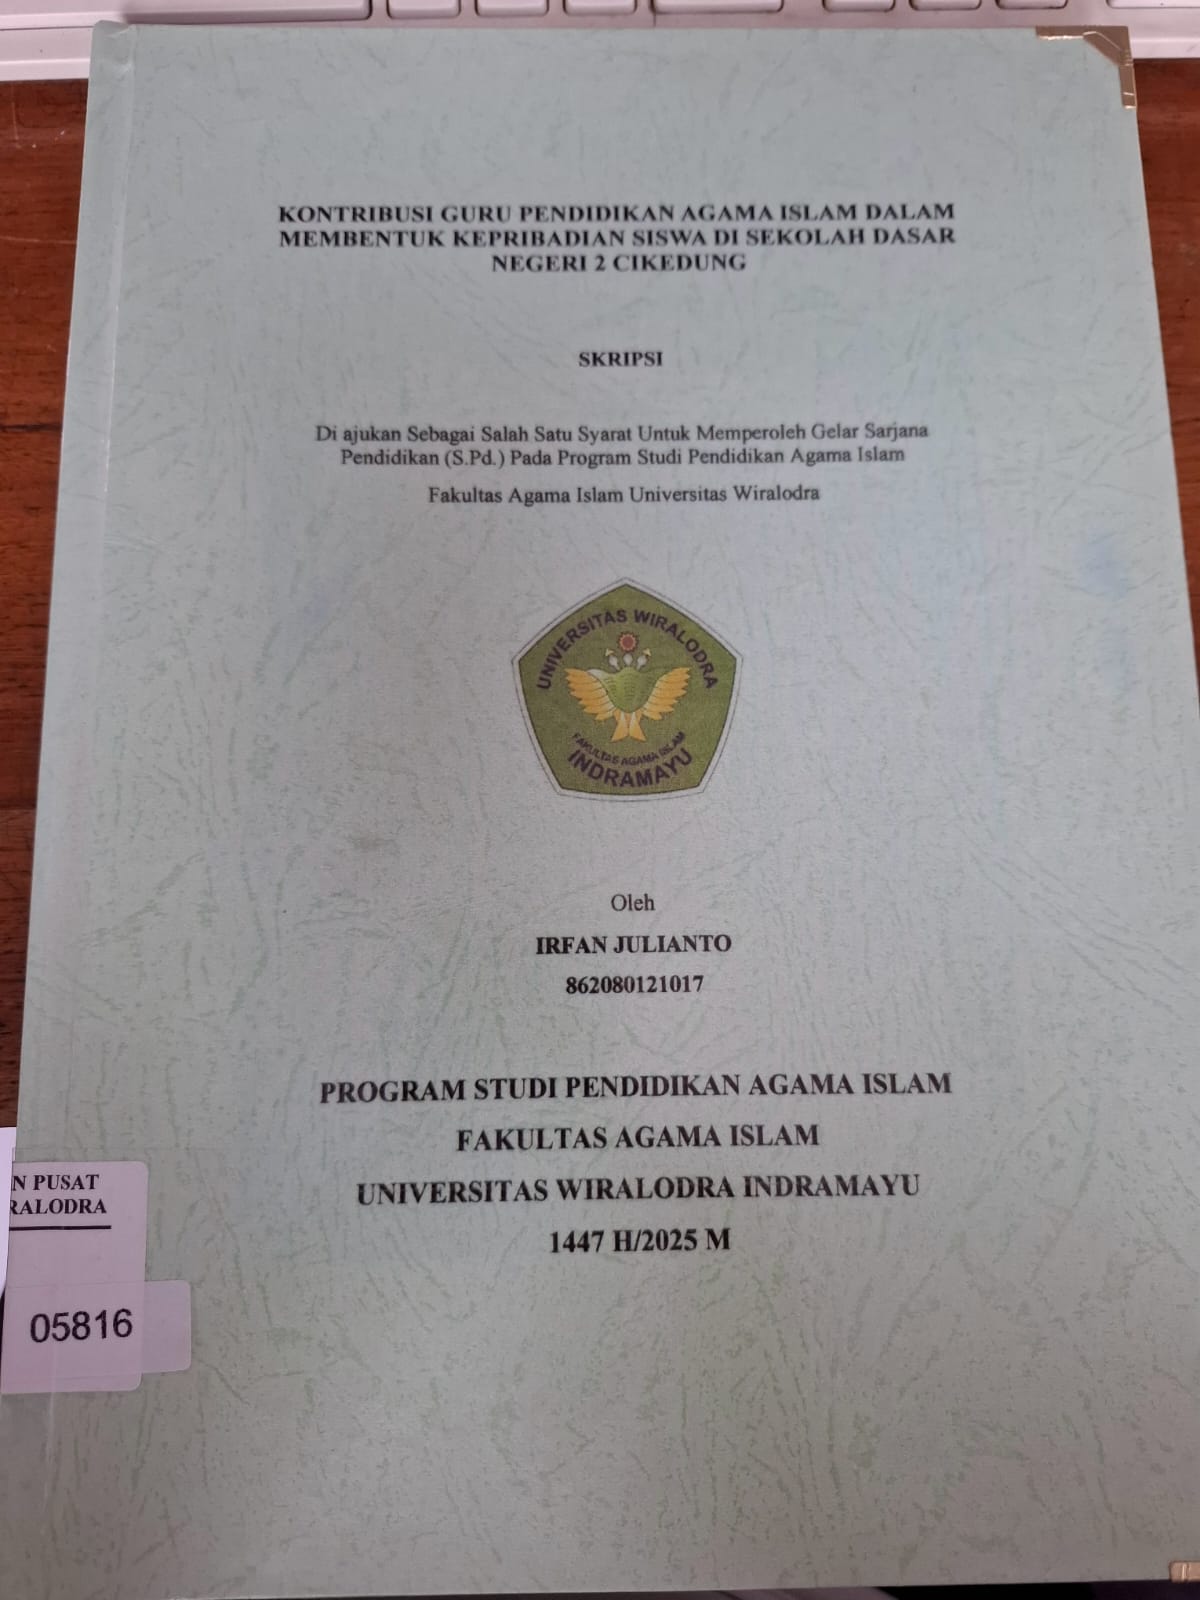 KONTRIBUSI GURU PENDIDIKAN AGAMA ISLAM DALAM
MEMBENTUK KEPRIBADIAN SISWA DI SEKOLAH DASAR
NEGERI 2 CIKEDUNG
SKRIPSI
Di ajukan Sebagai Salah Satu Syarat Untuk Memperoleh Gelar Sarjana
Pendidikan (S.Pd.) Pada Program Studi Pendidikan Agama Islam
Fakultas Agama Islam Universitas Wiralodra
UNIVERSITAS WIRALODRA
FAKULTAS AGAMA ISLAM
INDRAMAYU
Oleh
IRFAN JULIANTO
862080121017
PROGRAM STUDI PENDIDIKAN AGAMA ISLAM
FAKULTAS AGAMA ISLAM
UNIVERSITAS WIRALODRA INDRAMAYU
1447 H/2025 M
N PUSAT
RALODRA
05816